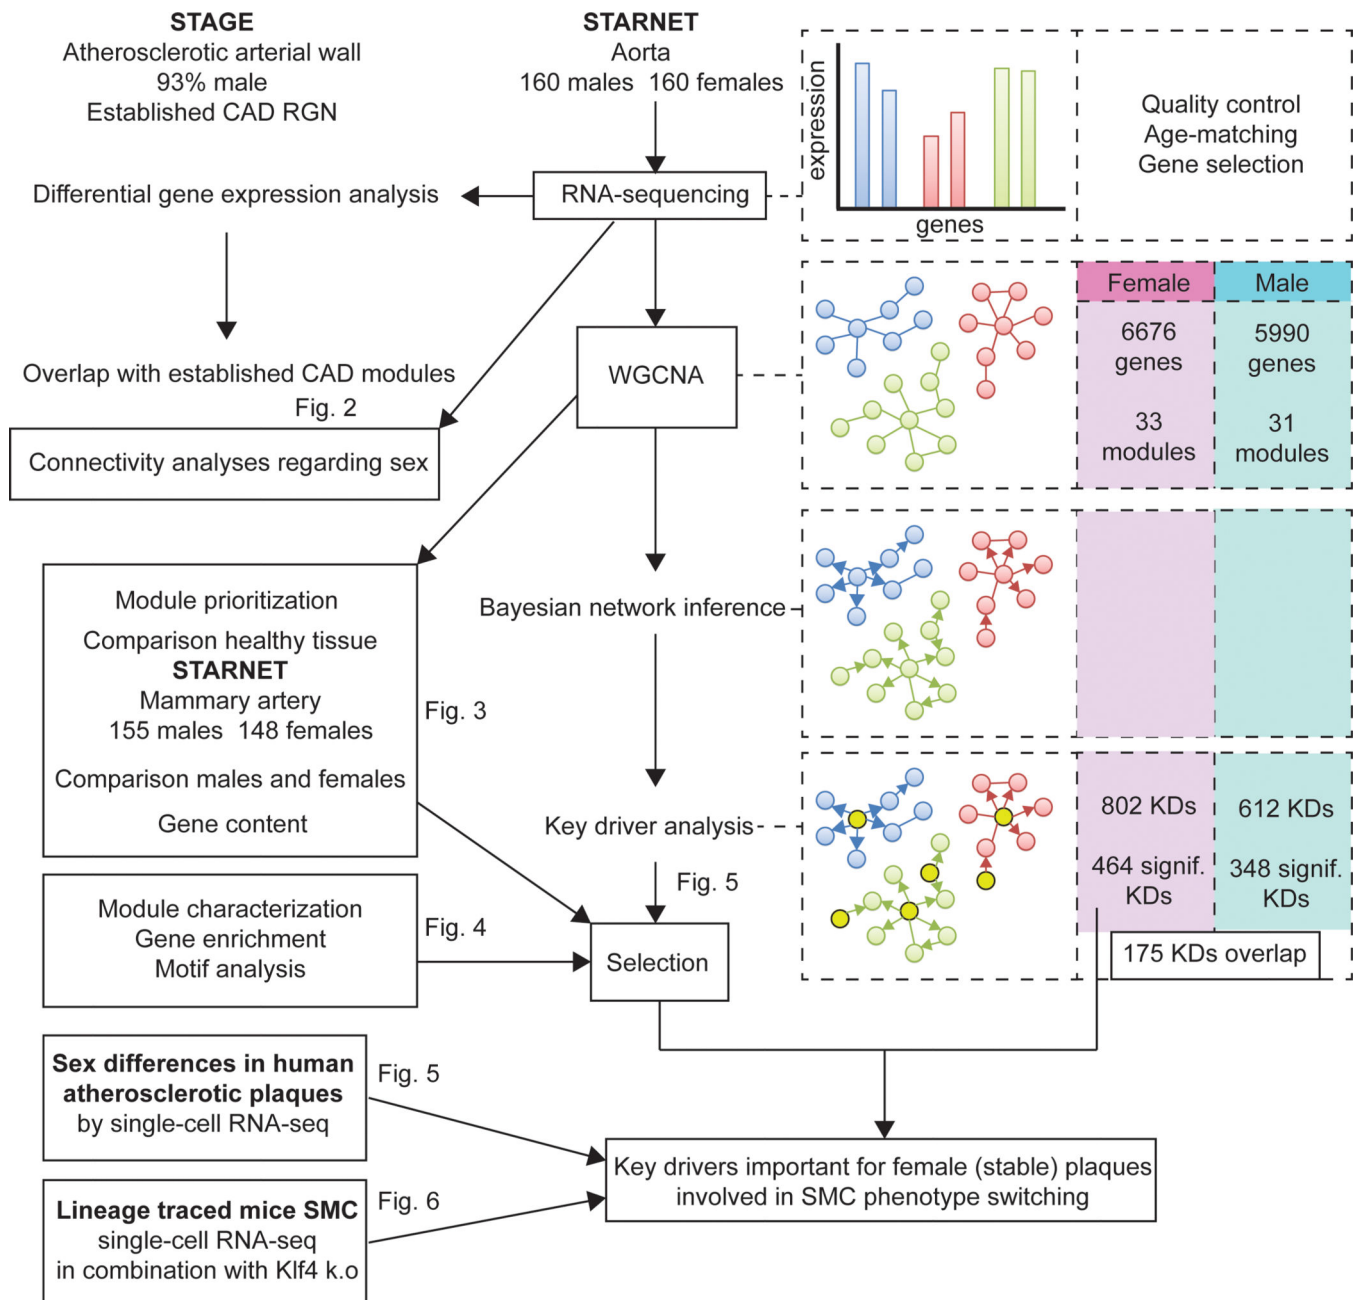 STAGE
Atherosclerotic arterial wall
93% male
Established CAD RGN
STARNET
Aorta
160 males 160 females
expression
genes
Quality control
Age-matching
Gene selection
Differential gene expression analysis
RNA-sequencing
Overlap with established CAD modules
Fig. 2
Connectivity analyses regarding sex
WGCNA
Female
Male
6676
genes
33
modules
5990
genes
31
modules
Module prioritization
Comparison healthy tissue
STARNET
Mammary artery
155 males 148 females
Comparison males and females
Gene content
Fig. 3
Bayesian network inference
Key driver analysis
Fig. 5
802 KDs
464 signif.
KDs
612 KDs
348 signif.
KDs
175 KDs overlap
Module characterization
Gene enrichment
Motif analysis
Fig. 4
Selection
Sex differences in human
atherosclerotic plaques
by single-cell RNA-seq
Fig. 5
Lineage traced mice SMC
single-cell RNA-seq
in combination with Klf4 k.o
Fig. 6
Key drivers important for female (stable) plaques
involved in SMC phenotype switching